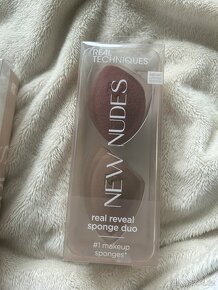 REAL
TECHNIQUES®
NEW NUDES
real reveal
sponge duo
#1 makeup
sponges*